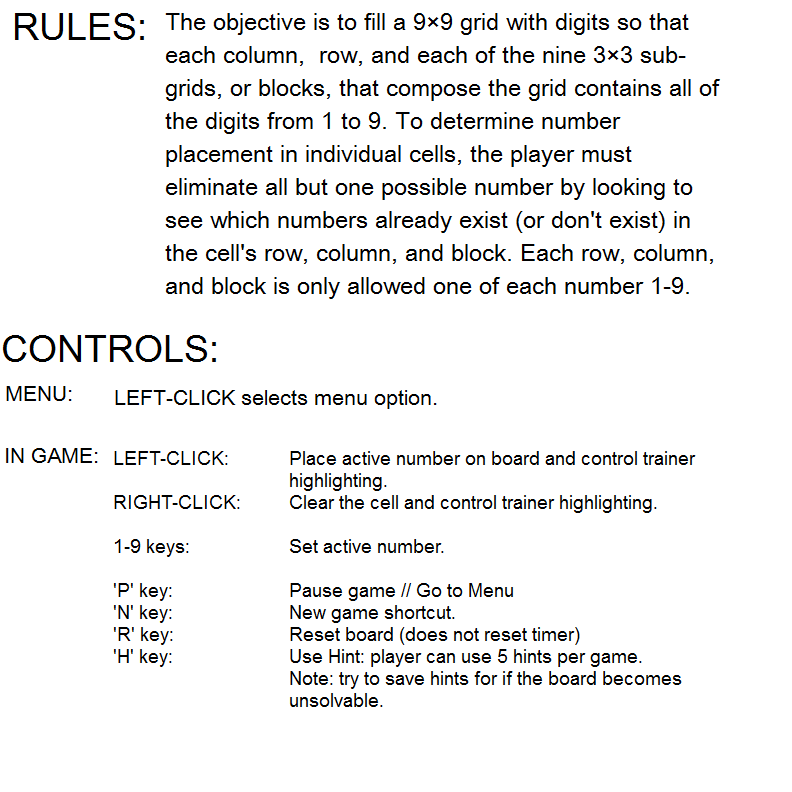 RULES:
The objective is to fill a 9×9 grid with digits so that
each column,  row, and each of the nine 3×3 sub-
grids, or blocks, that compose the grid contains all of
the digits from 1 to 9. To determine number
placement in individual cells, the player must
eliminate all but one possible number by looking to
see which numbers already exist (or don't exist) in
the cell's row, column, and block. Each row, column,
and block is only allowed one of each number 1-9.
CONTROLS:
MENU: LEFT-CLICK selects menu option.
IN GAME: LEFT-CLICK: Place active number on board and control trainer
highlighting.
RIGHT-CLICK: Clear the cell and control trainer highlighting.
1-9 keys: Set active number.
'P' key: Pause game // Go to Menu
'N' key: New game shortcut.
'R' key: Reset board (does not reset timer)
'H' key: Use Hint: player can use 5 hints per game.
Note: try to save hints for if the board becomes
unsolvable.